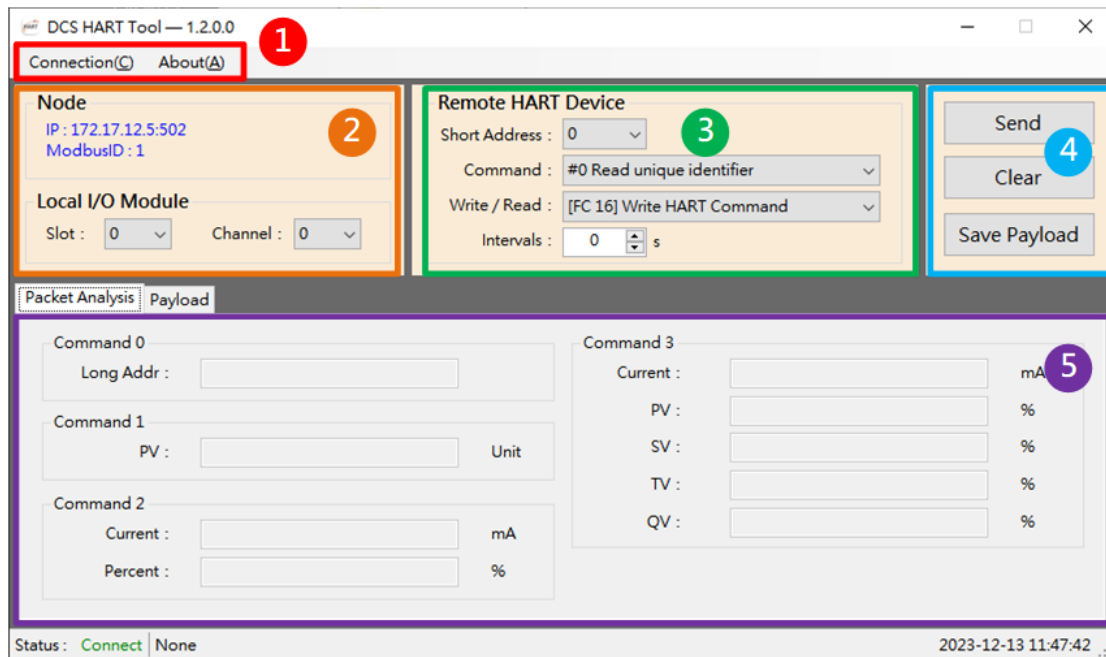 HART DCS HART Tool — 1.2.0.0
Connection(C) About(A)
1
Node
IP : 172.17.12.5:502
ModbusID : 1
2
Local I/O Module
Slot : 0 Channel : 0
Remote HART Device
3
Short Address : 0
Command : #0 Read unique identifier
Write / Read : [FC 16] Write HART Command
Intervals : 0 s
Send
4
Clear
Save Payload
Packet Analysis Payload
Command 0
Long Addr :
Command 1
PV : Unit
Command 2
Current : mA
Percent : %
Command 3
5
Current : mA
PV : %
SV : %
TV : %
QV : %
Status : Connect None 2023-12-13 11:47:42